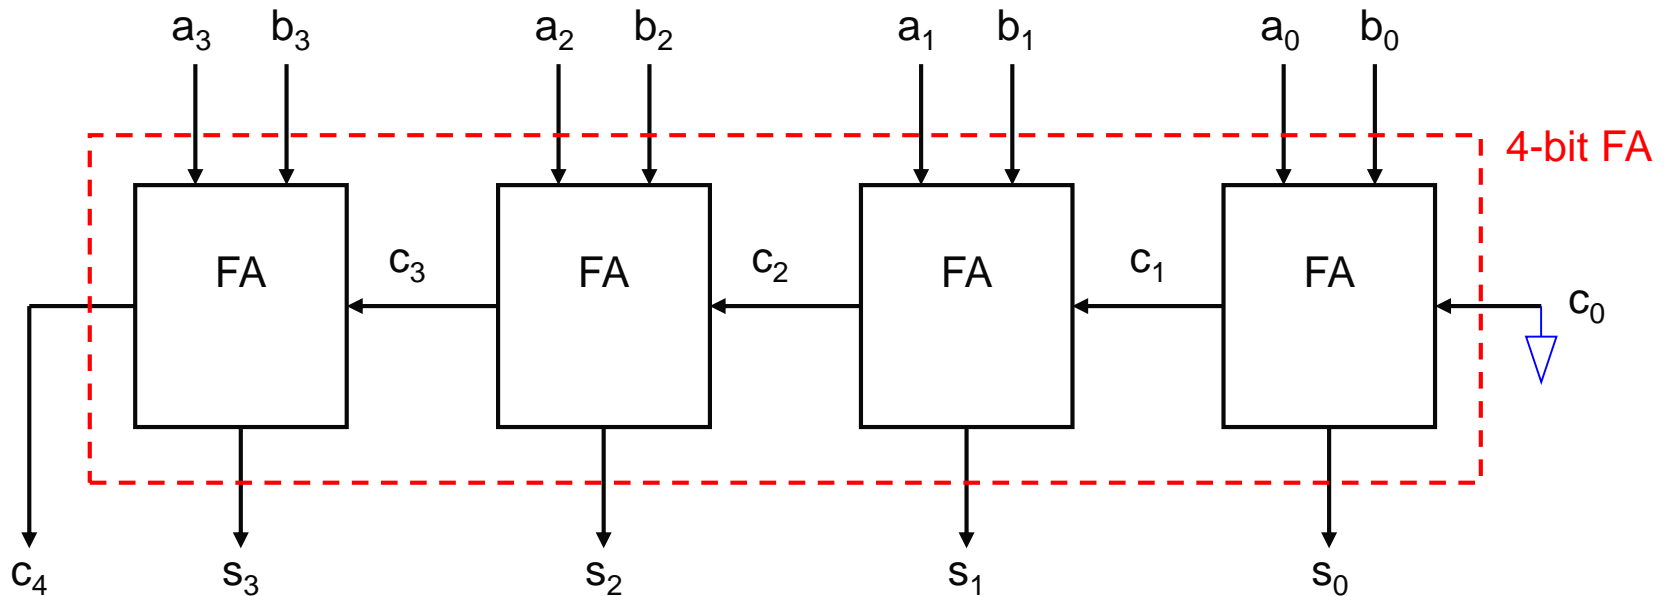 a₃ b₃ a₂ b₂ a₁ b₁ a₀ b₀
4-bit FA
FA c₃ FA c₂ FA c₁ FA c₀
c₄ s₃ s₂ s₁ s₀